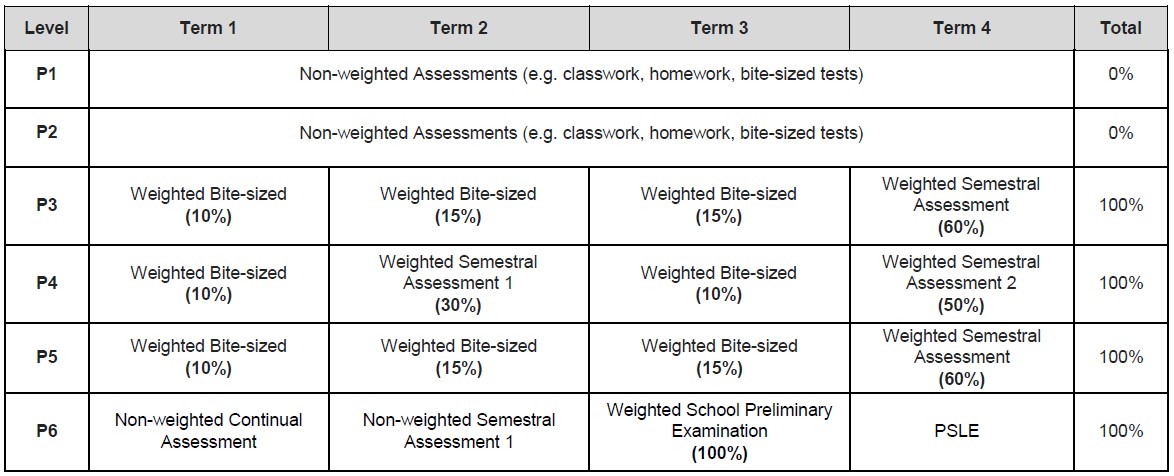 Level Term 1 Term 2 Term 3 Term 4 Total
P1 Non-weighted Assessments (e.g. classwork, homework, bite-sized tests) 0%
P2 Non-weighted Assessments (e.g. classwork, homework, bite-sized tests) 0%
P3
Weighted Bite-sized
(10%)
Weighted Bite-sized
(15%)
Weighted Bite-sized
(15%)
Weighted Semestral
Assessment
(60%)
100%
P4
Weighted Bite-sized
(10%)
Weighted Semestral
Assessment 1
(30%)
Weighted Bite-sized
(10%)
Weighted Semestral
Assessment 2
(50%)
100%
P5
Weighted Bite-sized
(10%)
Weighted Bite-sized
(15%)
Weighted Bite-sized
(15%)
Weighted Semestral
Assessment
(60%)
100%
P6
Non-weighted Continual
Assessment
Non-weighted Semestral
Assessment 1
Weighted School Preliminary
Examination
(100%)
PSLE
100%